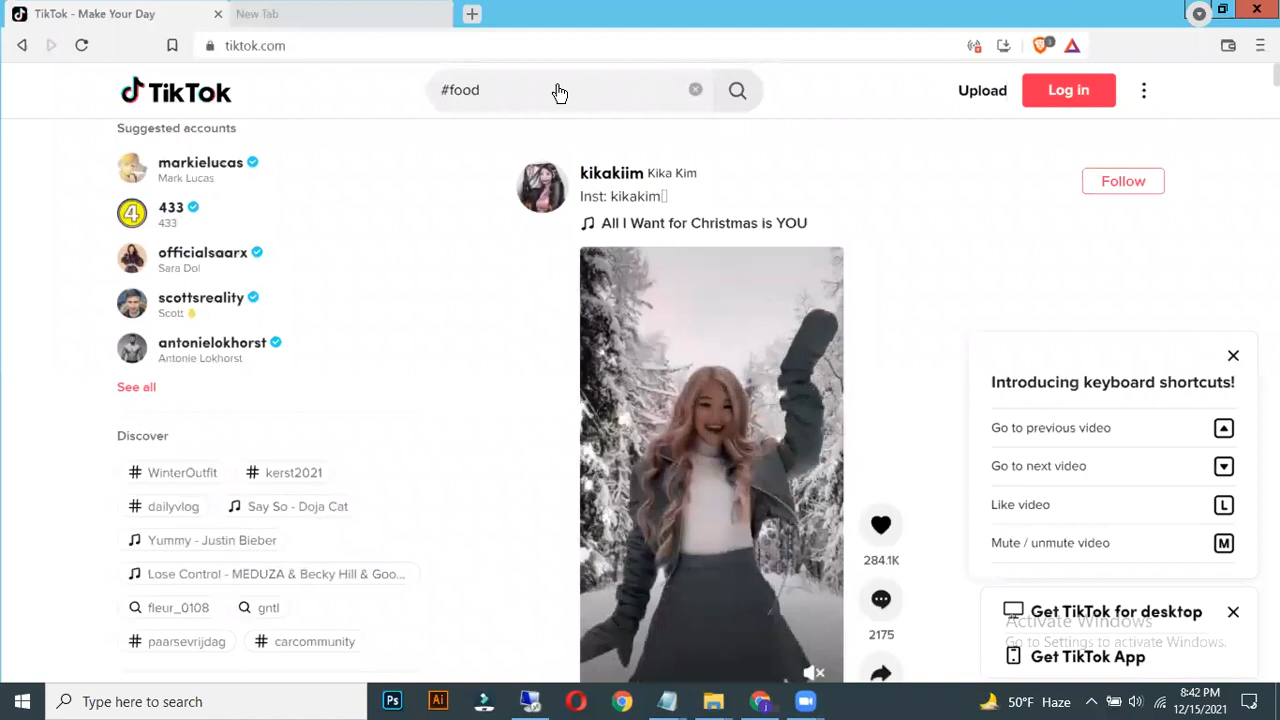 TikTok - Make Your Day
New Tab
tiktok.com
3
TikTok
#food
Upload
Log in
Suggested accounts
markielucas
Mark Lucas
4
433
433
officialsaarx
Sara Dol
scottsreality
Scott
antonielokhorst
Antonie Lokhorst
See all
Discover
WinterOutfit
kerst2021
dailyvlog
Say So - Doja Cat
Yummy - Justin Bieber
Lose Control - MEDUZA & Becky Hill & Goo...
fleur_0108
gntl
paarsevrijdag
carcommunity
kikakiim Kika Kim
Inst: kikakim
All I Want for Christmas is YOU
Follow
284.1K
2175
Introducing keyboard shortcuts!
Go to previous video
Go to next video
Like video
L
Mute / unmute video
M
Get TikTok for desktop
Activate Windows
Go to Settings to activate Windows.
Get TikTok App
Type here to search
Ps
Ai
50°F Haze
8:42 PM
12/15/2021